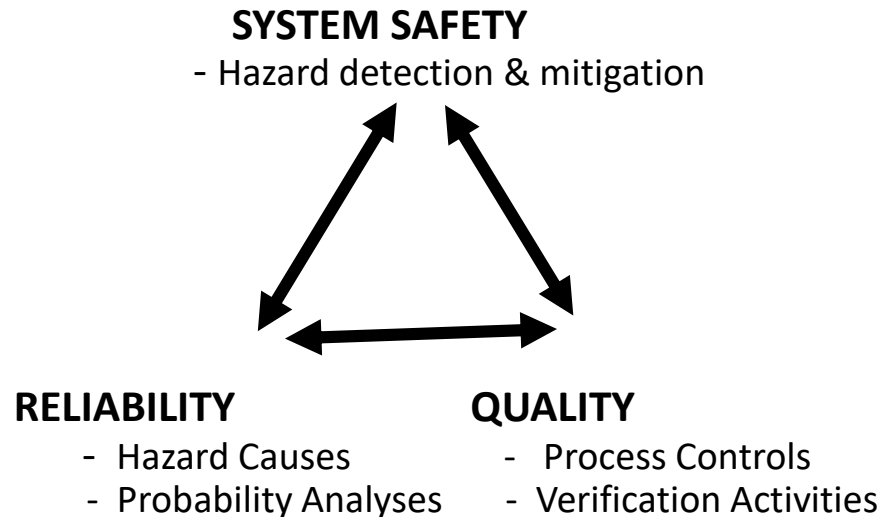 SYSTEM SAFETY
- Hazard detection & mitigation
RELIABILITY
- Hazard Causes
- Probability Analyses
QUALITY
- Process Controls
- Verification Activities